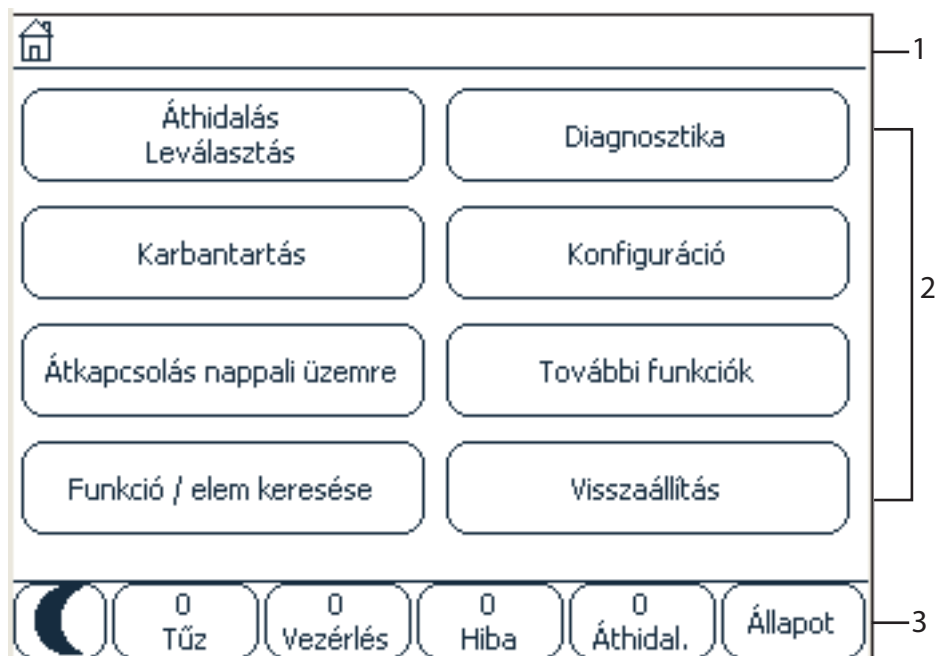 1
Áthidalás
Leválasztás
Diagnosztika
Karbantartás
Konfiguráció
2
Átkapcsolás nappali üzemre
További funkciók
Funkció / elem keresése
Visszaállítás
0
Tűz
0
Vezérlés
0
Hiba
0
Áthidal.
Állapot
3